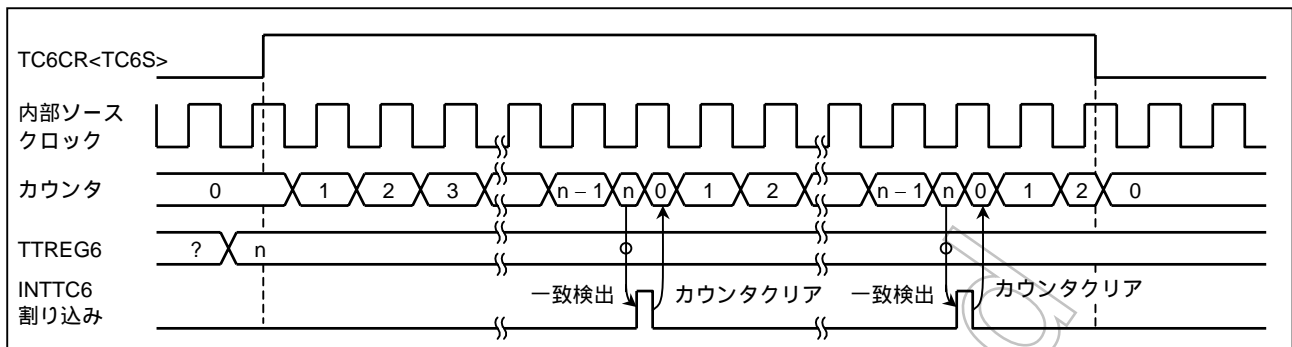 TC6CR<TC6S>
内部ソース
クロック
カウンタ 0 1 2 3 n – 1 n 0 1 2 n – 1 n 0 1 2 0
TTREG6 ? n
INTTC6
割り込み
一致検出 カウンタクリア 一致検出 カウンタクリア